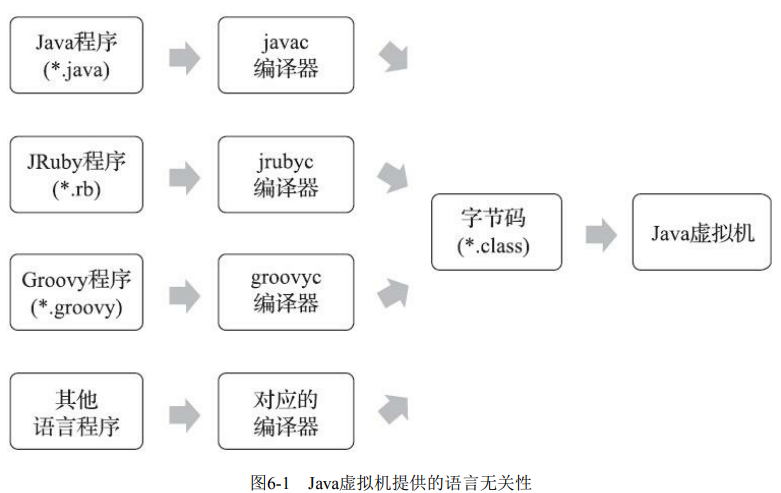 Java程序
(*.java)
javac
编译器
JRuby程序
(*.rb)
jrubyc
编译器
字节码
(*.class)
Java虚拟机
Groovy程序
(*.groovy)
groovyc
编译器
其他
语言程序
对应的
编译器
图6-1 Java虚拟机提供的语言无关性